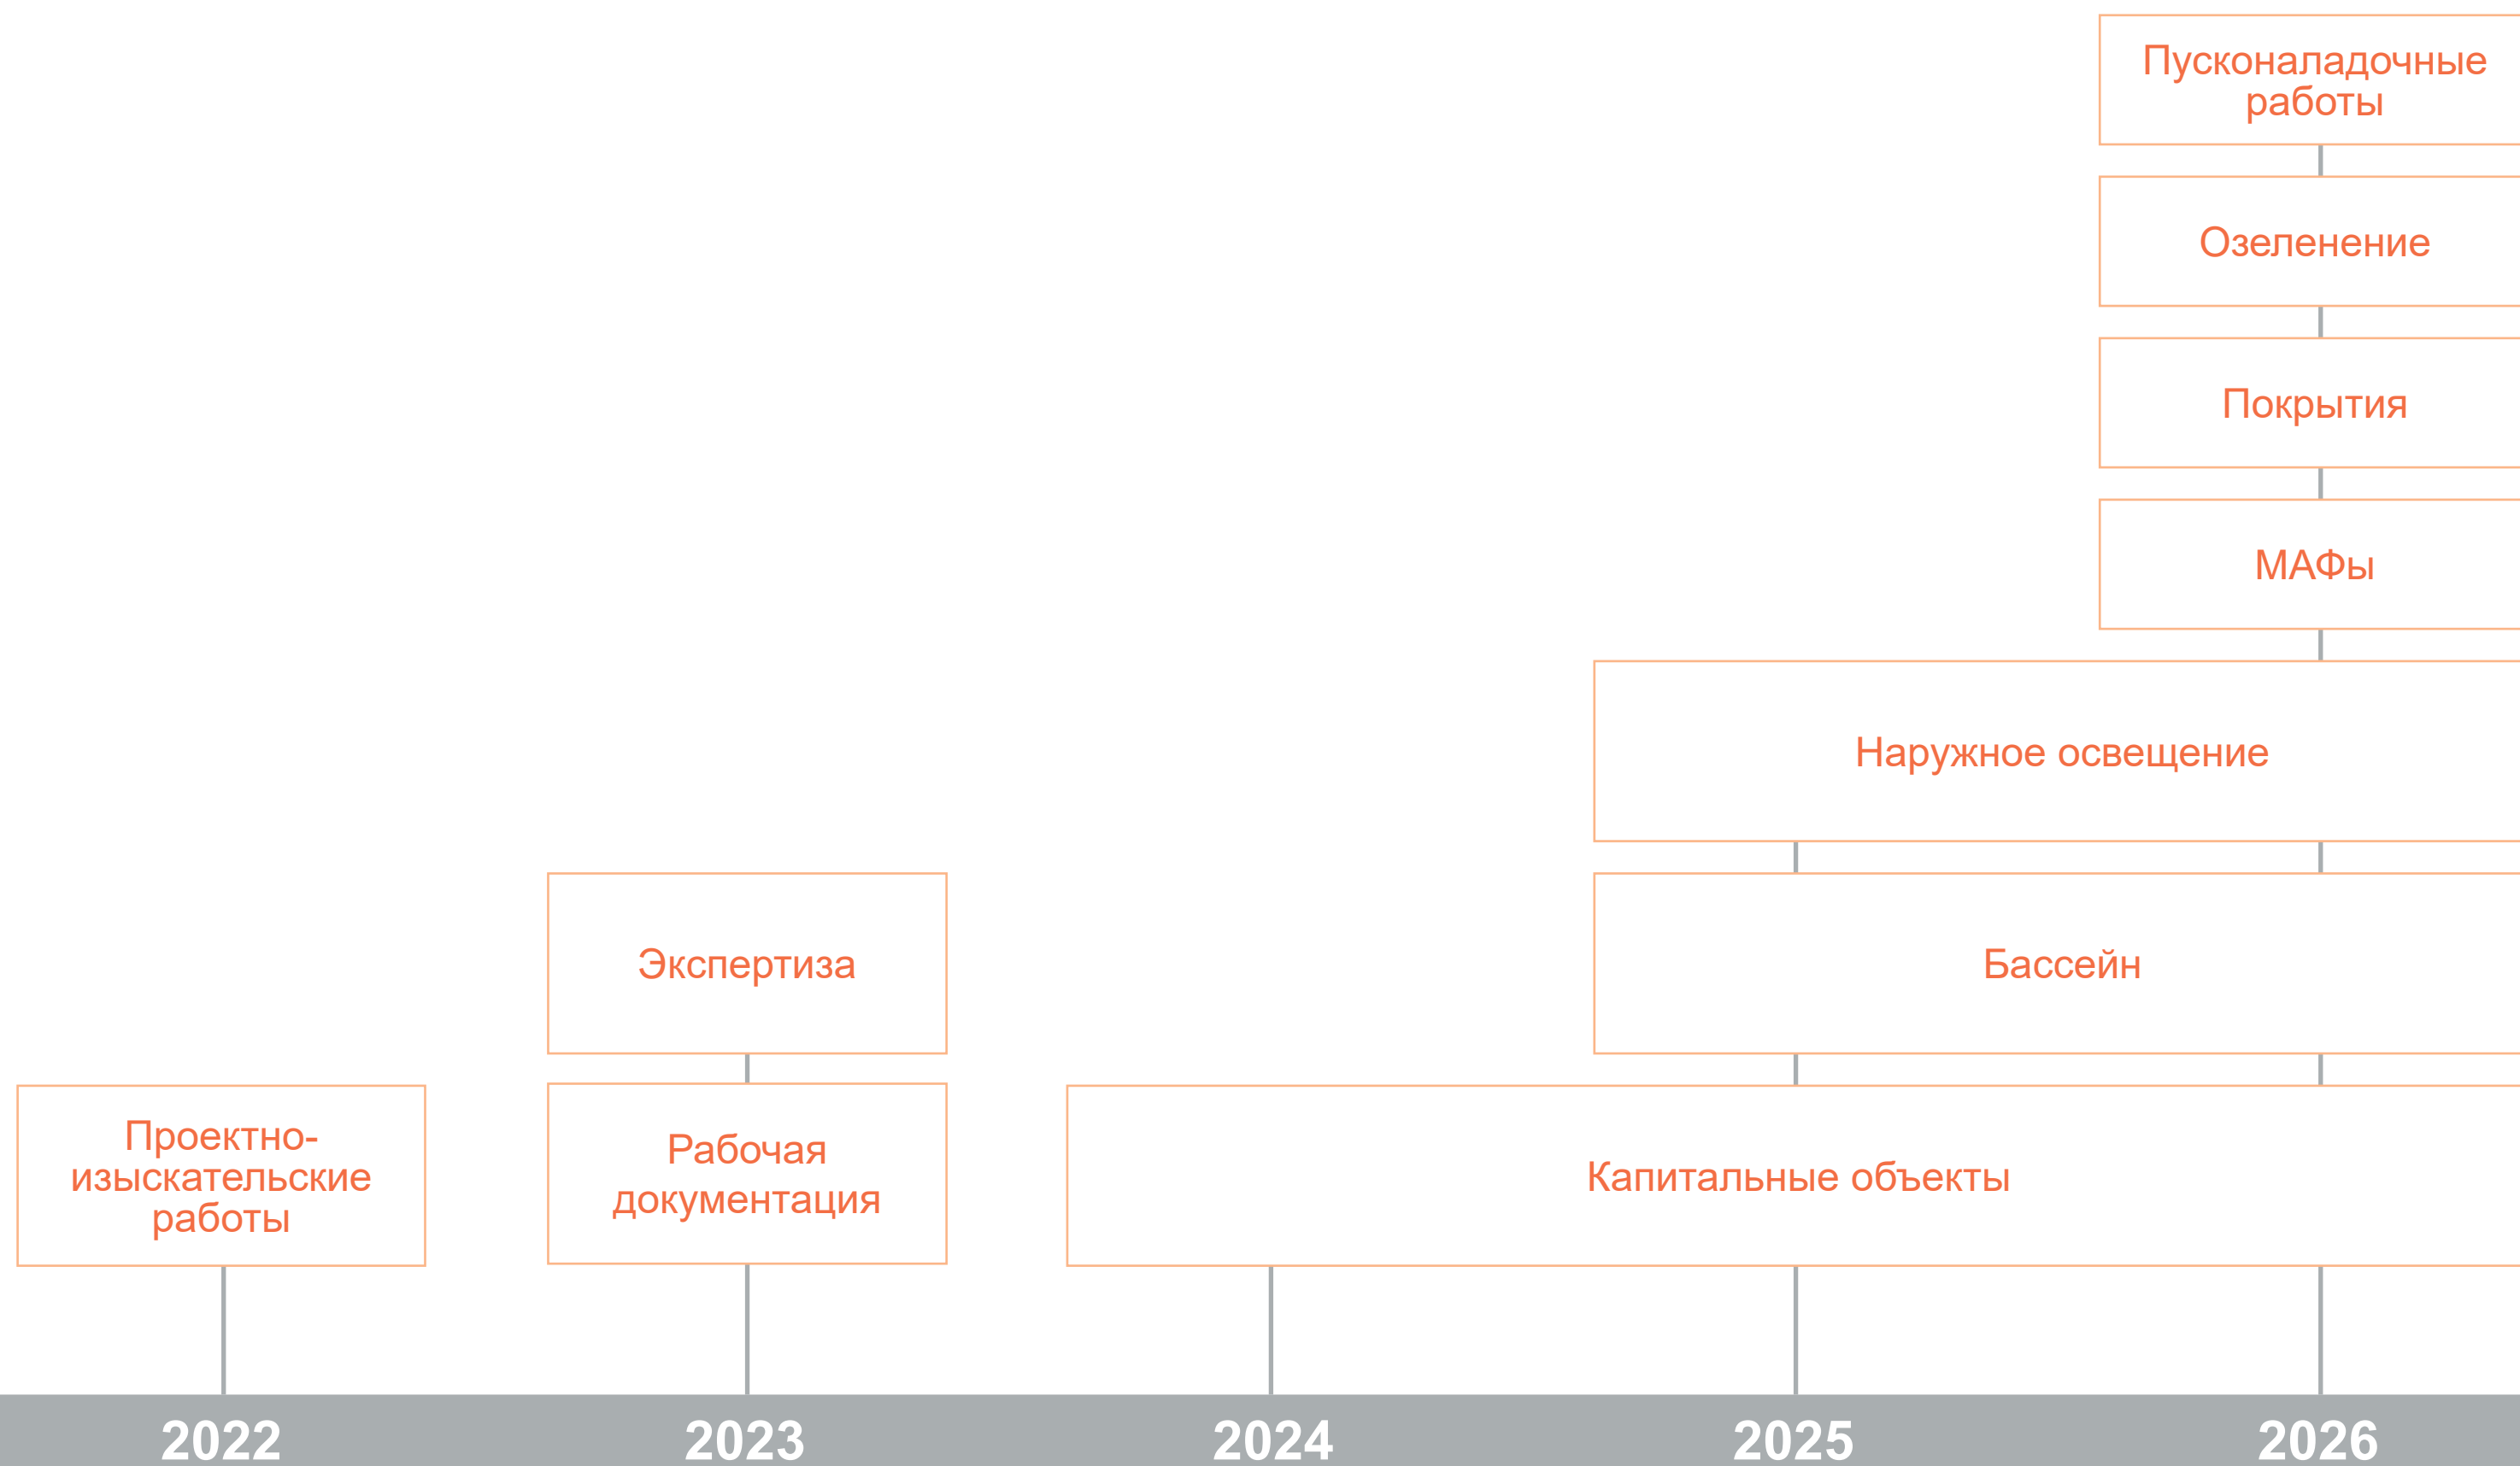 Пусконаладочные
работы
Озеленение
Покрытия
МАФы
Наружное освещение
Экспертиза
Бассейн
Проектно-
изыскательские
работы
Рабочая
документация
Капитальные объекты
2022
2023
2024
2025
2026